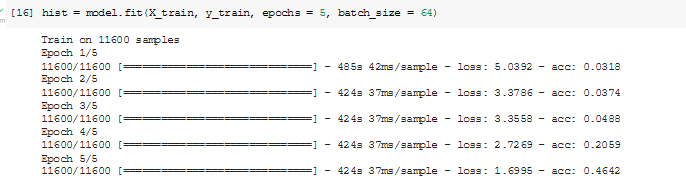 [16] hist = model.fit(X_train, y_train, epochs = 5, batch_size = 64)
Train on 11600 samples
Epoch 1/5
11600/11600 [==============================] - 485s 42ms/sample - loss: 5.0392 - acc: 0.0318
Epoch 2/5
11600/11600 [==============================] - 424s 37ms/sample - loss: 3.3786 - acc: 0.0374
Epoch 3/5
11600/11600 [==============================] - 424s 37ms/sample - loss: 3.3558 - acc: 0.0488
Epoch 4/5
11600/11600 [==============================] - 424s 37ms/sample - loss: 2.7269 - acc: 0.2059
Epoch 5/5
11600/11600 [==============================] - 424s 37ms/sample - loss: 1.6995 - acc: 0.4642